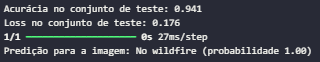 Acurácia no conjunto de teste: 0.941
Loss no conjunto de teste: 0.176
1/1 ━━━━━━━━━━━━━━━━━━━━ 0s 27ms/step
Predição para a imagem: No wildfire (probabilidade 1.00)